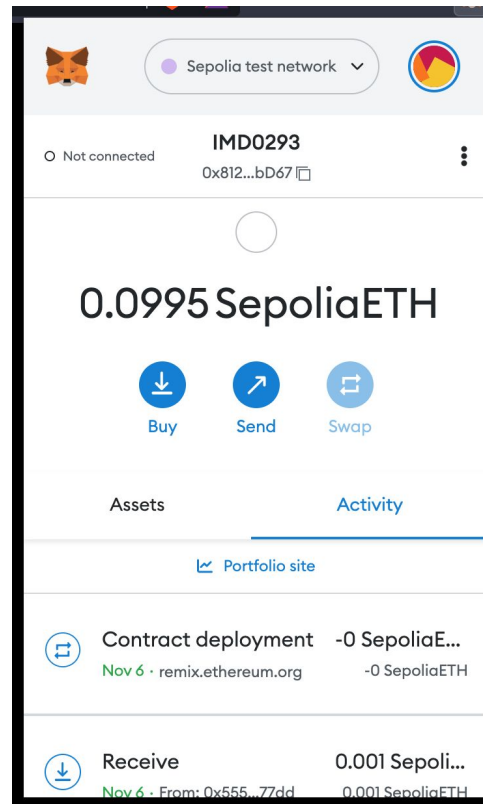 Sepolia test network
IMD0293
Not connected
0x812...bD67
0.0995 SepoliaETH
Buy Send Swap
Assets Activity
Portfolio site
Contract deployment -0 SepoliaE...
Nov 6 · remix.ethereum.org -0 SepoliaETH
Receive 0.001 Sepoli...
Nov 6 · From: 0x555...77dd 0.001 SepoliaETH